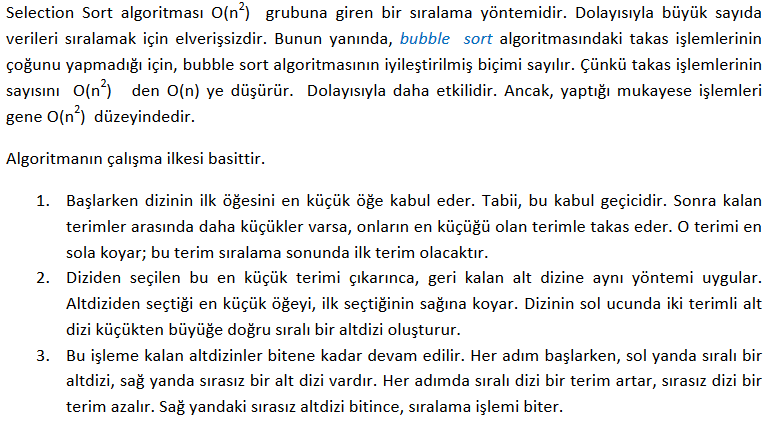 Selection Sort algoritması O(n²) grubuna giren bir sıralama yöntemidir. Dolayısıyla büyük sayıda
verileri sıralamak için elverişsizdir. Bunun yanında, bubble sort algoritmasındaki takas işlemlerinin
çoğunu yapmadığı için, bubble sort algoritmasının iyileştirilmiş biçimi sayılır. Çünkü takas işlemlerinin
sayısını O(n²) den O(n) ye düşürür. Dolayısıyla daha etkilidir. Ancak, yaptığı mukayese işlemleri
gene O(n²) düzeyindedir.
Algoritmanın çalışma ilkesi basittir.
1. Başlarken dizinin ilk öğesini en küçük öğe kabul eder. Tabii, bu kabul geçicidir. Sonra kalan
terimler arasında daha küçükler varsa, onların en küçüğü olan terimle takas eder. O terimi en
sola koyar; bu terim sıralama sonunda ilk terim olacaktır.
2. Diziden seçilen bu en küçük terimi çıkarınca, geri kalan alt dizine aynı yöntemi uygular.
Altdiziden seçtiği en küçük öğeyi, ilk seçtiğinin sağına koyar. Dizinin sol ucunda iki terimli alt
dizi küçükten büyüğe doğru sıralı bir altdizi oluşturur.
3. Bu işleme kalan altdizinler bitene kadar devam edilir. Her adım başlarken, sol yanda sıralı bir
altdizi, sağ yanda sırasız bir alt dizi vardır. Her adımda sıralı dizi bir terim artar, sırasız dizi bir
terim azalır. Sağ yandaki sırasız altdizi bitince, sıralama işlemi biter.